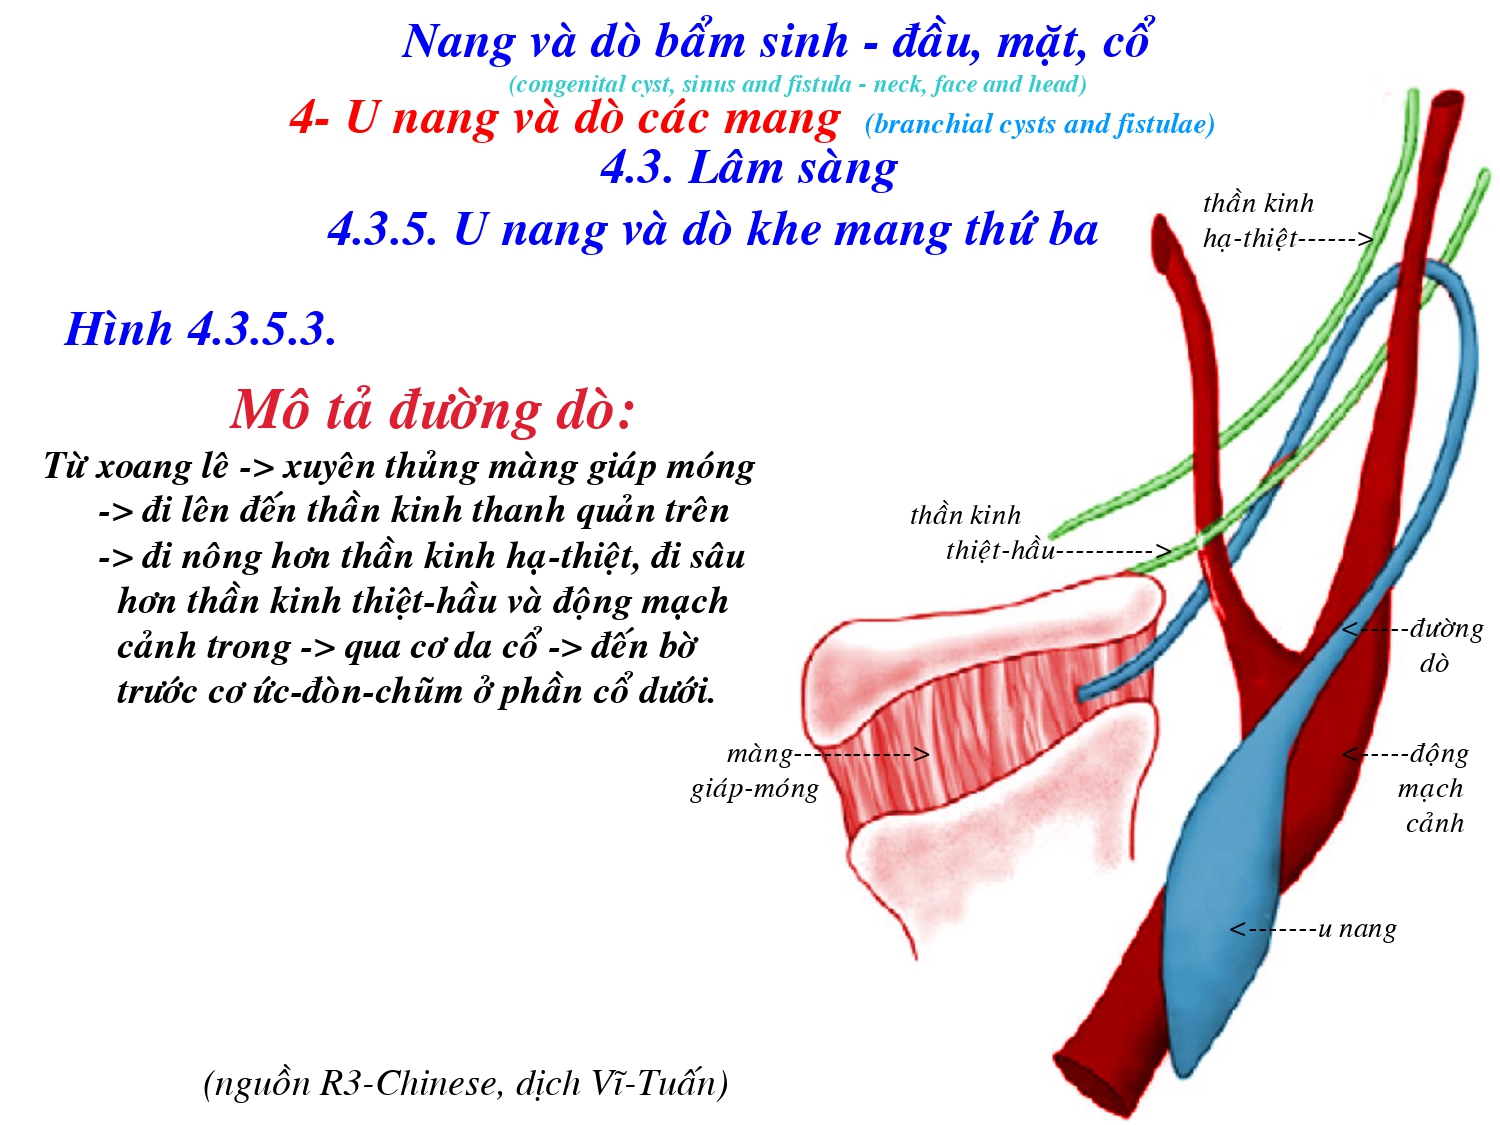 Nang và dò bẩm sinh - đầu, mặt, cổ
(congenital cyst, sinus and fistula - neck, face and head)
4- U nang và dò các mang (branchial cysts and fistulae)
4.3. Lâm sàng
4.3.5. U nang và dò khe mang thứ ba
Hình 4.3.5.3.
Mô tả đường dò:
Từ xoang lê -> xuyên thủng màng giáp móng
-> đi lên đến thần kinh thanh quản trên
-> đi nông hơn thần kinh hạ-thiệt, đi sâu
hơn thần kinh thiệt-hầu và động mạch
cảnh trong -> qua cơ da cổ -> đến bờ
trước cơ ức-đòn-chũm ở phần cổ dưới.
thần kinh
hạ-thiệt------>
thần kinh
thiệt-hầu---------->
<-----đường
dò
màng------------>
giáp-móng
<-----động
mạch
cảnh
<-------u nang
(nguồn R3-Chinese, dịch Vĩ-Tuấn)